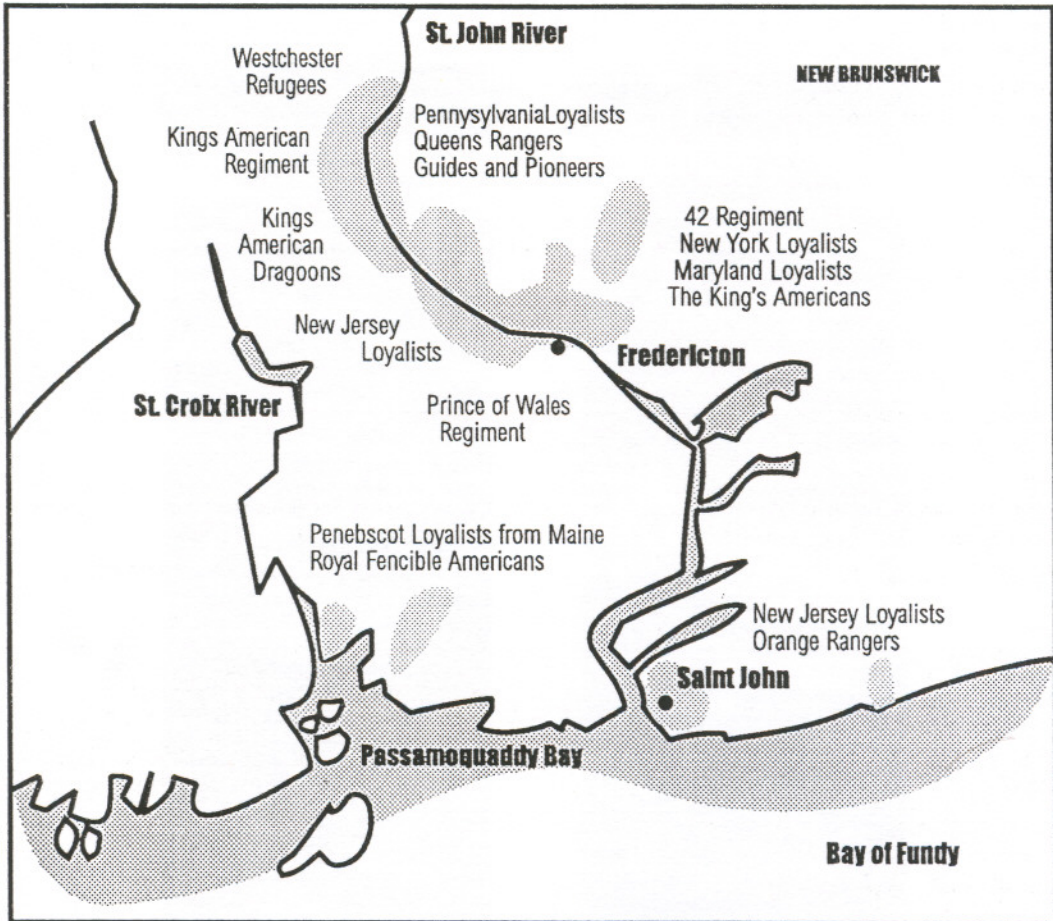 St. John River
NEW BRUNSWICK
Westchester
Refugees
PennysylvaniaLoyalists
Queens Rangers
Guides and Pioneers
Kings American
Regiment
Kings
American
Dragoons
42 Regiment
New York Loyalists
Maryland Loyalists
The King's Americans
New Jersey
Loyalists
Fredericton
St. Croix River
Prince of Wales
Regiment
Penebscot Loyalists from Maine
Royal Fencible Americans
New Jersey Loyalists
Orange Rangers
Saint John
Passamoquaddy Bay
Bay of Fundy